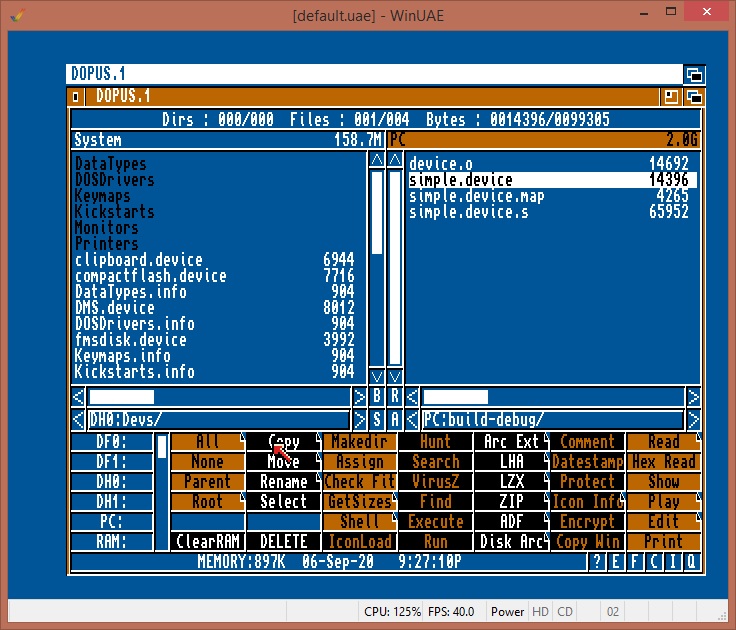 [default.uae] - WinUAE
DOPUS.1
DOPUS.1
Dirs : 000/000 Files : 001/004 Bytes : 0014396/0099305
System 158.7M PC 2.0G
DataTypes device.o 14692
DOSDrivers simple.device 14396
Keymaps simple.device.map 4265
Kickstarts simple.device.s 65952
Monitors
Printers
clipboard.device 6944
compactflash.device 7716
DataTypes.info 904
DMS.device 8012
DOSDrivers.info 904
fmsdisk.device 3992
Keymaps.info 904
Kickstarts.info 904
< > B R < >
< DH0:Devs/ > S A < PC:build-debug/ >
DF0: All Copy Makedir Hunt Arc Ext Comment Read
DF1: None Move Assign Search LHA Datestamp Hex Read
DH0: Parent Rename Check Fit VirusZ LZX Protect Show
DH1: Root Select GetSizes Find ZIP Icon Info Play
PC: Shell Execute ADF Encrypt Edit
RAM: ClearRAM DELETE IconLoad Run Disk Arc Copy Win Print
MEMORY:897K 06-Sep-20 9:27:10P ? E F C I Q
CPU: 125% FPS: 40.0 Power HD CD 02